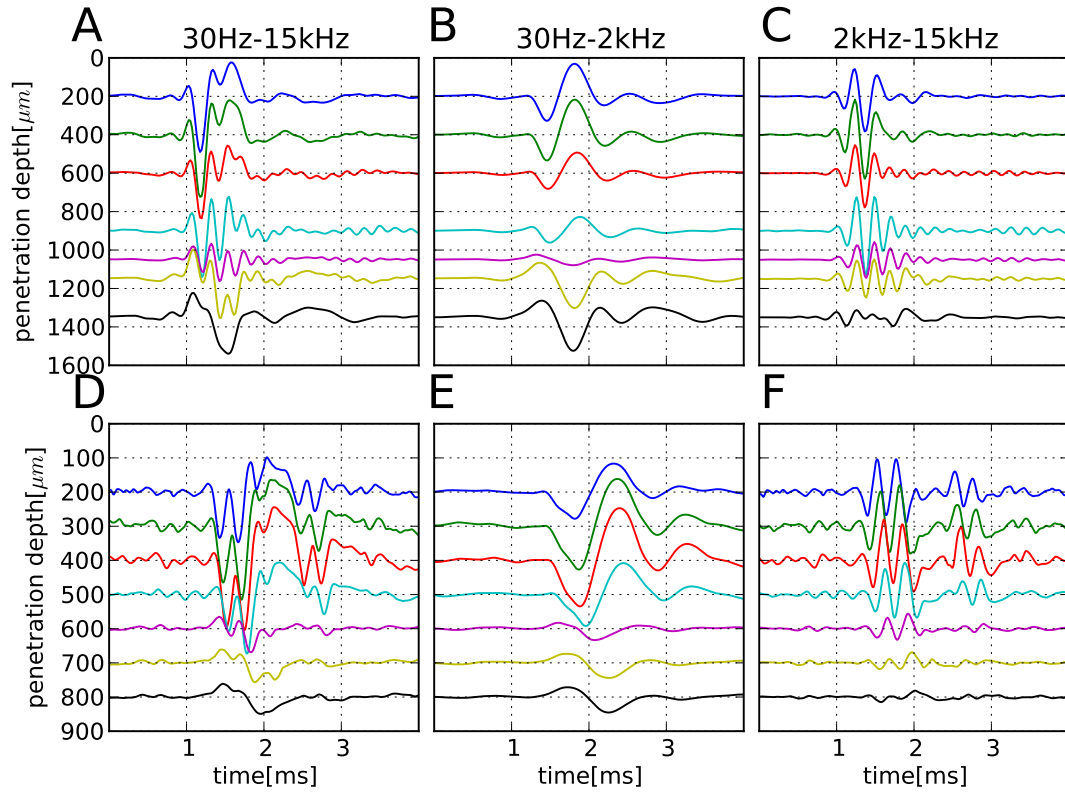 A B C
30Hz-15kHz 30Hz-2kHz 2kHz-15kHz
penetration depth[μm]
0
200
400
600
800
1000
1200
1400
1600
D E F
penetration depth[μm]
0
100
200
300
400
500
600
700
800
900
1 2 3 1 2 3 1 2 3
time[ms] time[ms] time[ms]